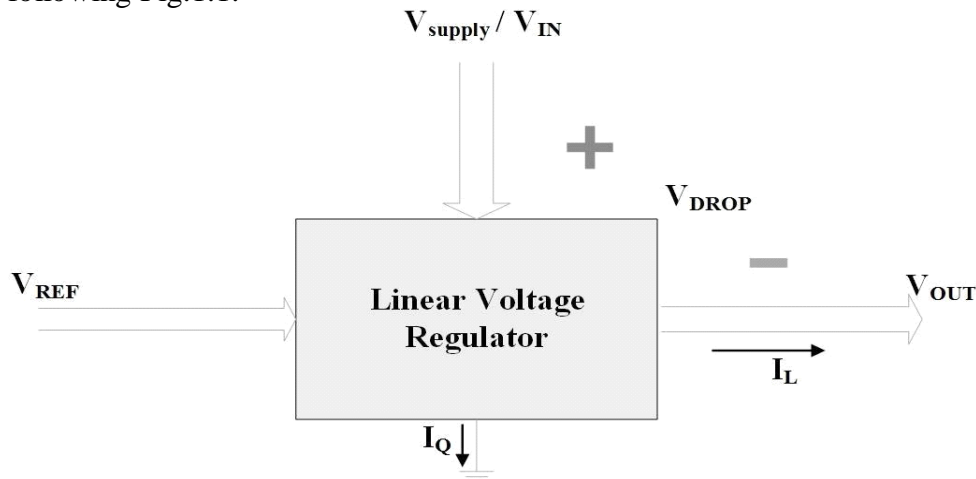 following Fig.1.1.
V_supply / V_IN
V_DROP
V_REF
Linear Voltage
Regulator
V_OUT
I_L
I_Q